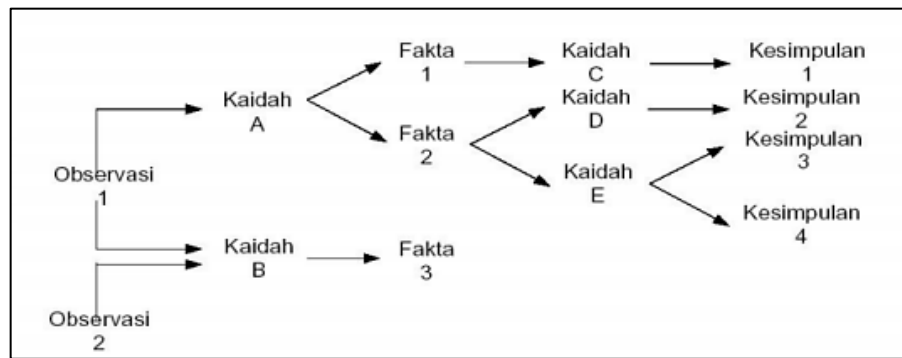 Fakta
1
Kaidah
C
Kesimpulan
1
Kaidah
A
Kaidah
D
Kesimpulan
2
Fakta
2
Kesimpulan
3
Observasi
1
Kaidah
E
Kesimpulan
4
Kaidah
B
Fakta
3
Observasi
2